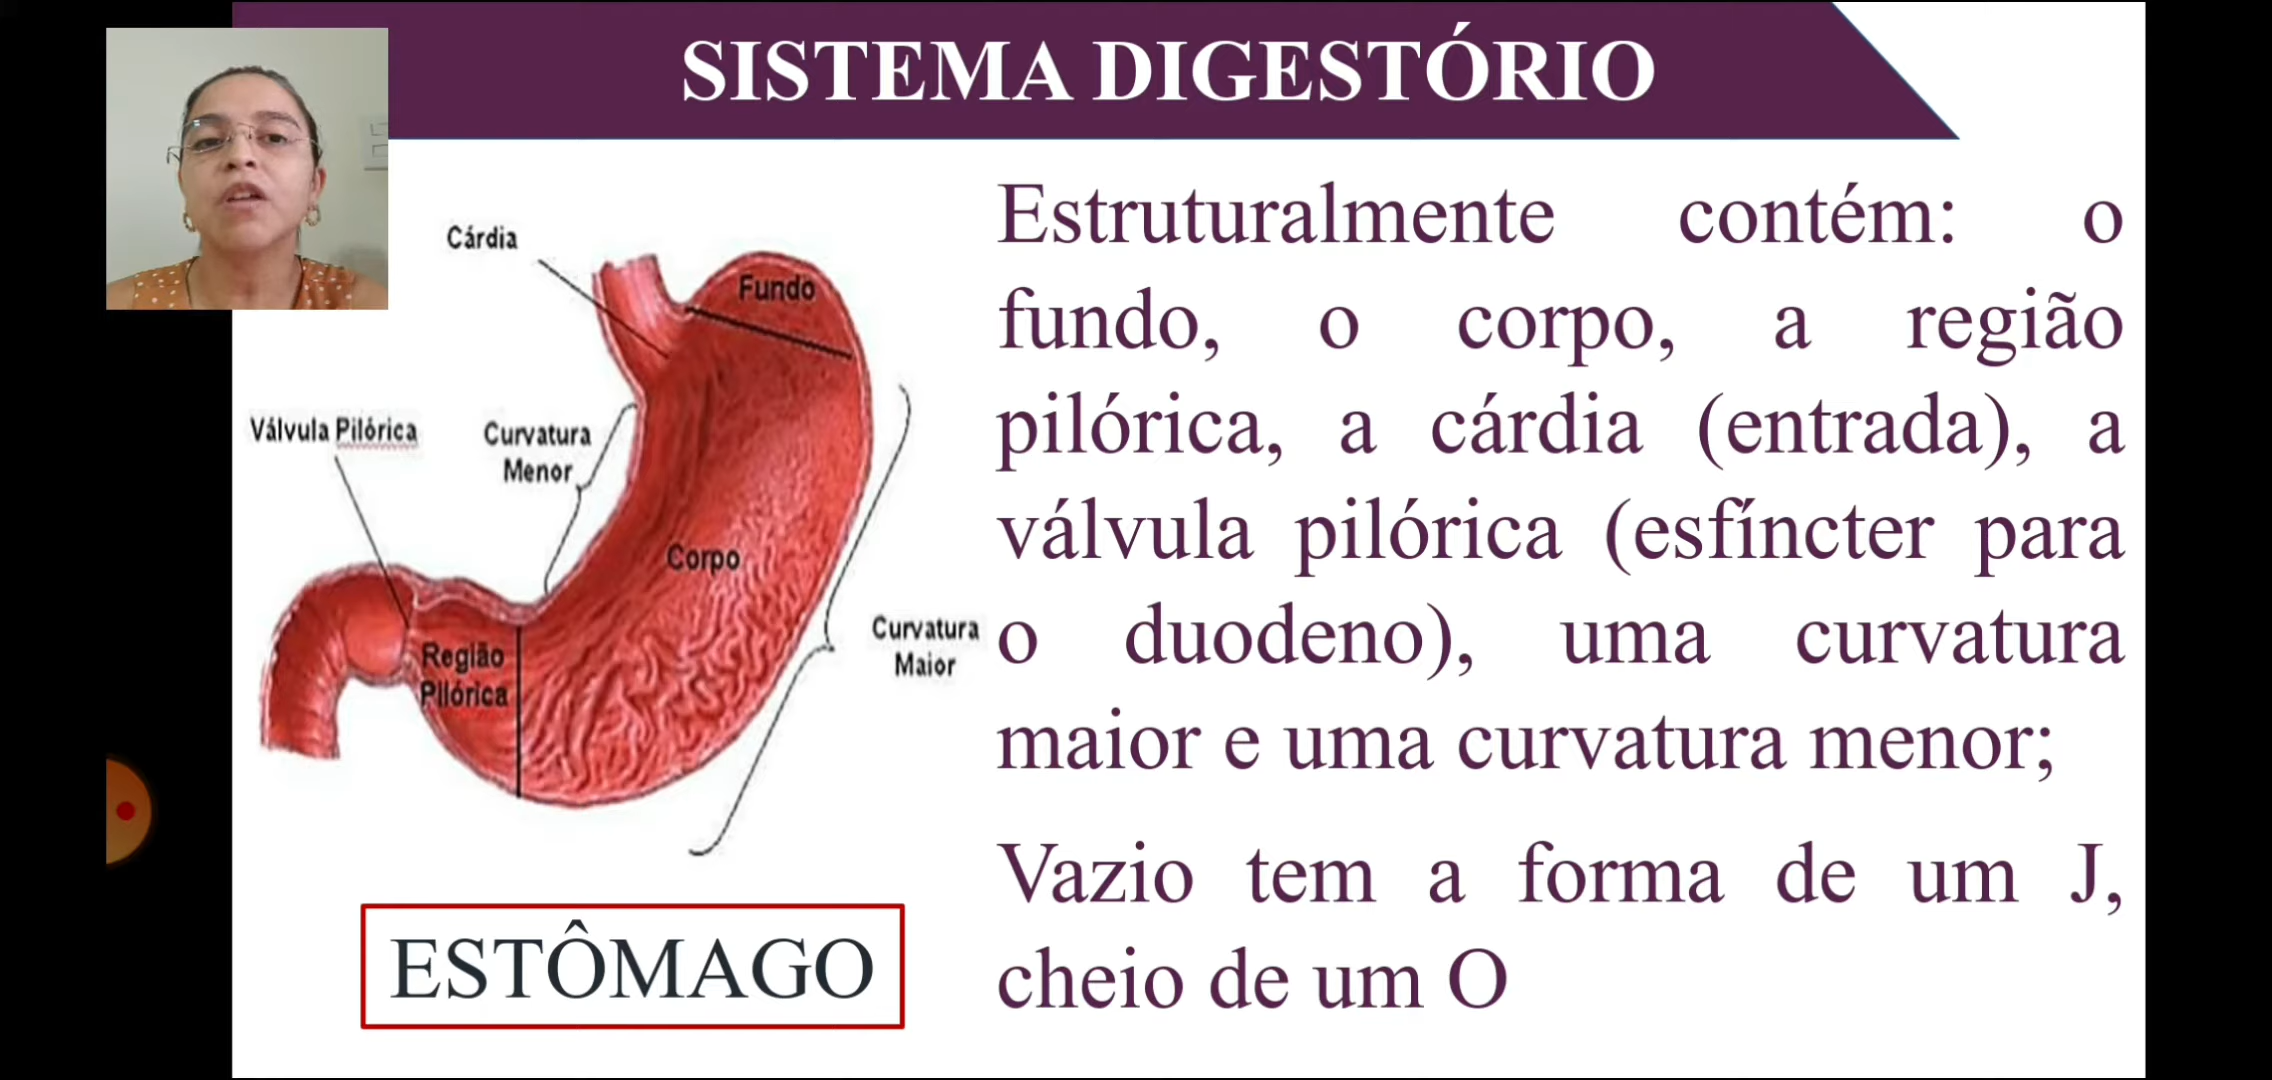 SISTEMA DIGESTÓRIO
Cárdia
Fundo
Válvula Pilórica
Curvatura
Menor
Corpo
Região
Pilórica
Curvatura
Maior
ESTÔMAGO
Estruturalmente contém: o
fundo, o corpo, a região
pilórica, a cárdia (entrada), a
válvula pilórica (esfíncter para
o duodeno), uma curvatura
maior e uma curvatura menor;
Vazio tem a forma de um J,
cheio de um O